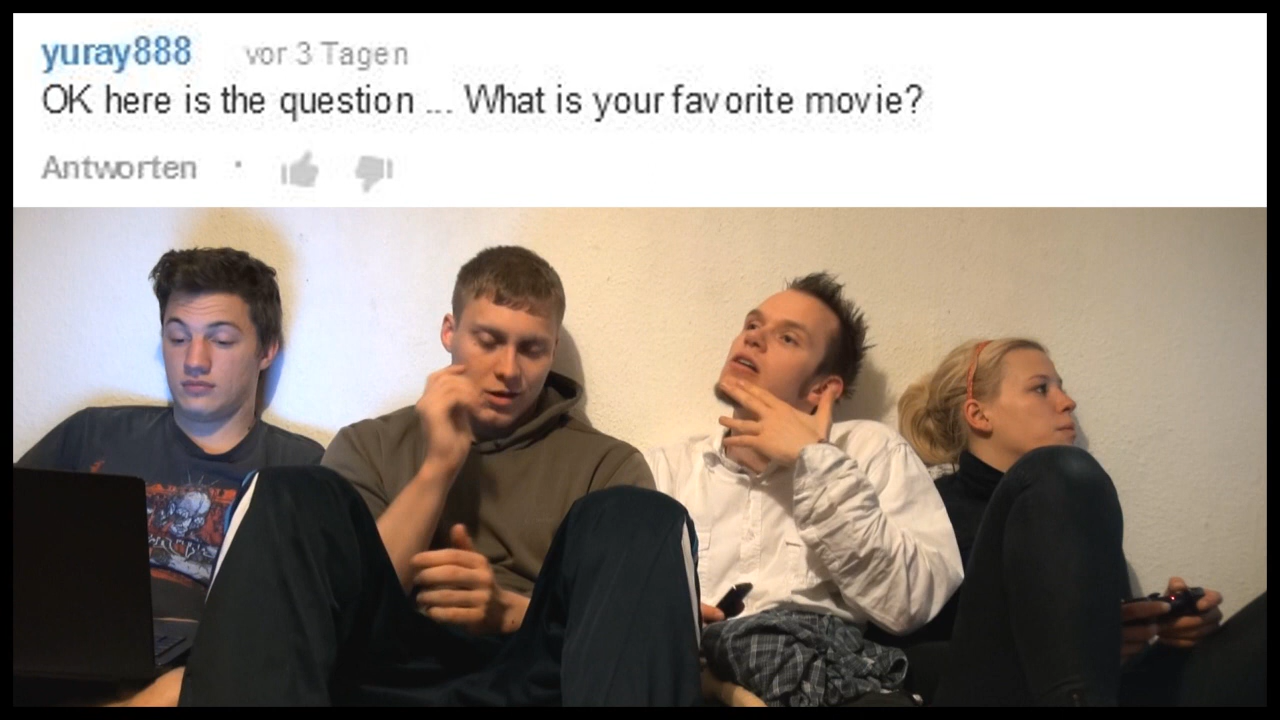 yuray888 vor 3 Tagen
OK here is the question ... What is your favorite movie?
Antworten ·